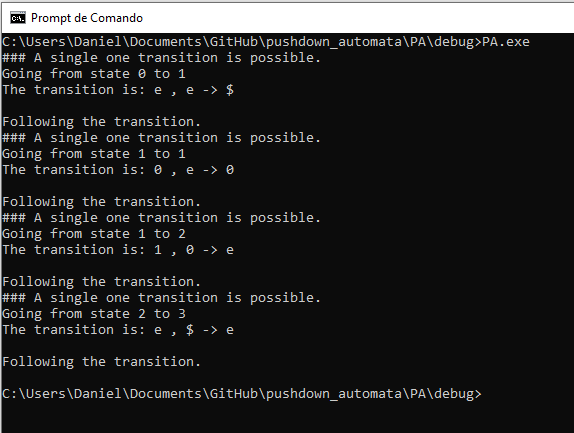 Prompt de Comando
C:\Users\Daniel\Documents\GitHub\pushdown_automata\PA\debug>PA.exe
### A single one transition is possible.
Going from state 0 to 1
The transition is: e , e -> $
Following the transition.
### A single one transition is possible.
Going from state 1 to 1
The transition is: 0 , e -> 0
Following the transition.
### A single one transition is possible.
Going from state 1 to 2
The transition is: 1 , 0 -> e
Following the transition.
### A single one transition is possible.
Going from state 2 to 3
The transition is: e , $ -> e
Following the transition.
C:\Users\Daniel\Documents\GitHub\pushdown_automata\PA\debug>